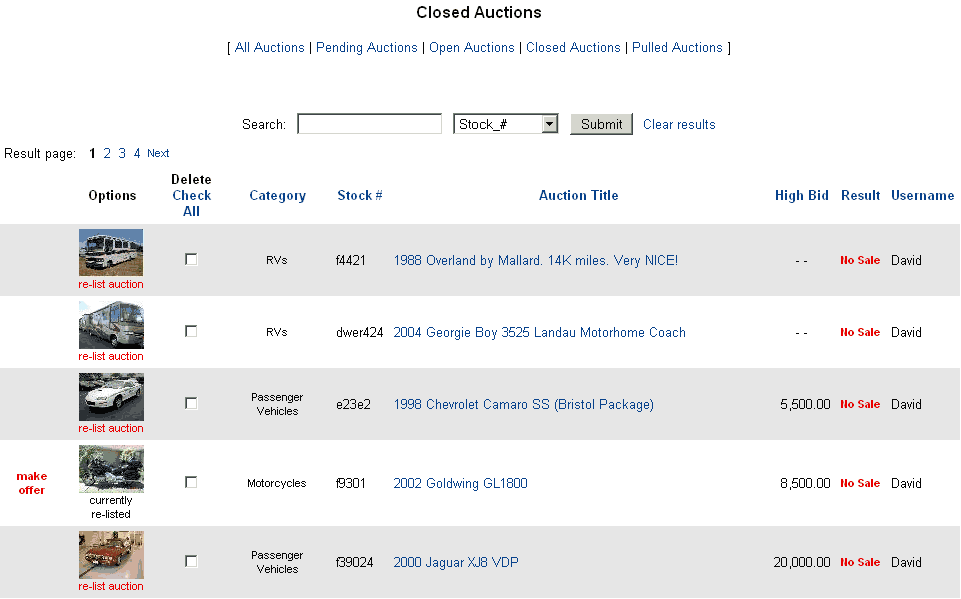 Closed Auctions
[ All Auctions | Pending Auctions | Open Auctions | Closed Auctions | Pulled Auctions ]
Search: Stock_# Submit Clear results
Result page: 1 2 3 4 Next
Options Delete Check All Category Stock # Auction Title High Bid Result Username
re-list auction RVs f4421 1988 Overland by Mallard. 14K miles. Very NICE! - - No Sale David
re-list auction RVs dwer424 2004 Georgie Boy 3525 Landau Motorhome Coach - - No Sale David
re-list auction Passenger Vehicles e23e2 1998 Chevrolet Camaro SS (Bristol Package) 5,500.00 No Sale David
make offer currently re-listed Motorcycles f9301 2002 Goldwing GL1800 8,500.00 No Sale David
re-list auction Passenger Vehicles f39024 2000 Jaguar XJ8 VDP 20,000.00 No Sale David